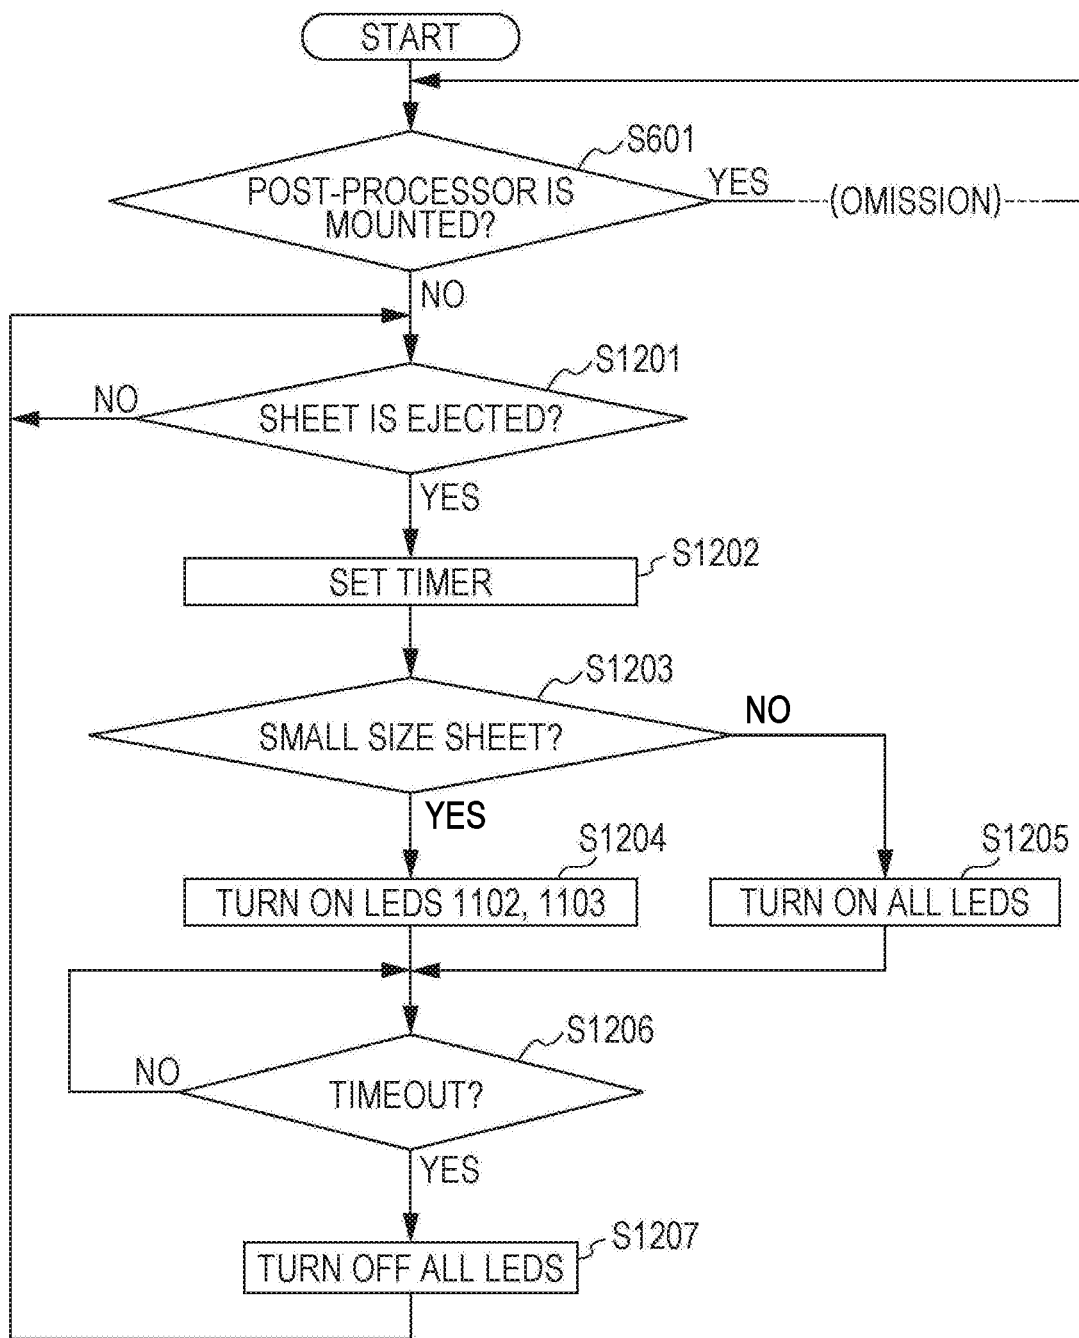 START
S601
POST-PROCESSOR IS
MOUNTED?
YES
(OMISSION)
NO
S1201
NO
SHEET IS EJECTED?
YES
S1202
SET TIMER
S1203
SMALL SIZE SHEET?
NO
YES
S1204
S1205
TURN ON LEDS 1102, 1103
TURN ON ALL LEDS
S1206
NO
TIMEOUT?
YES
S1207
TURN OFF ALL LEDS